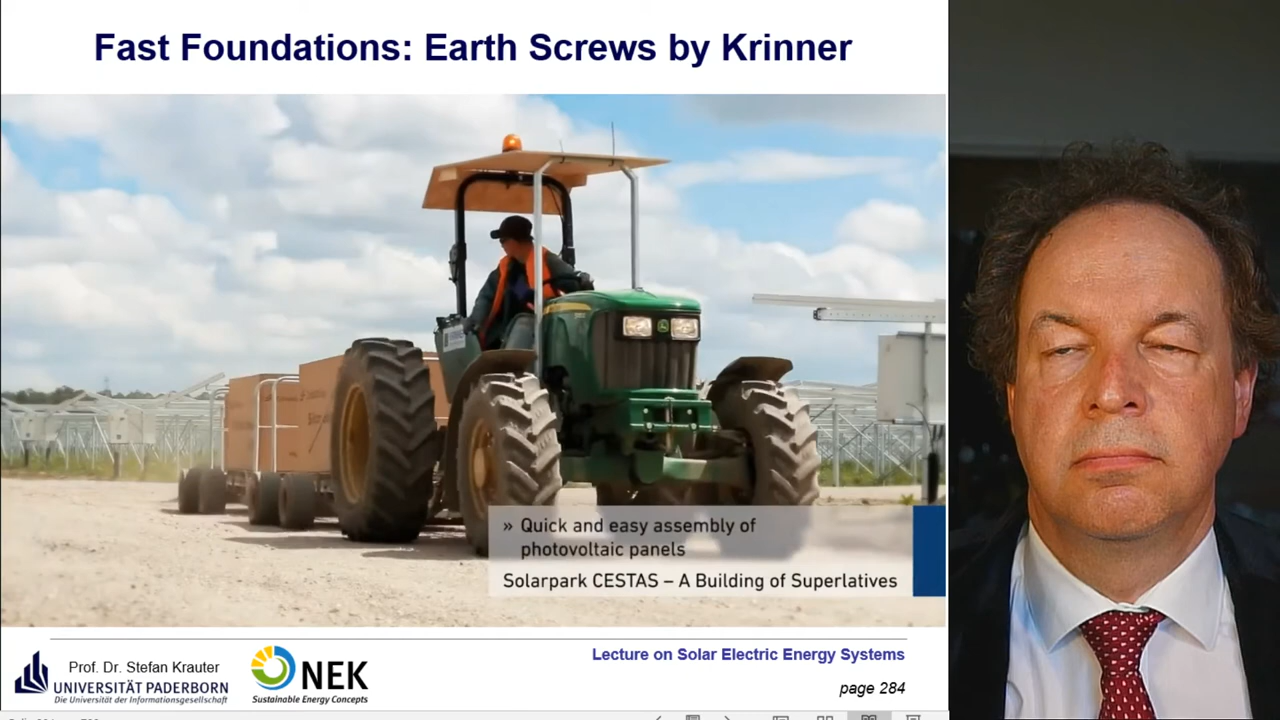 Fast Foundations: Earth Screws by Krinner
» Quick and easy assembly of
photovoltaic panels
Solarpark CESTAS – A Building of Superlatives
Prof. Dr. Stefan Krauter
UNIVERSITÄT PADERBORN
Die Universität der Informationsgesellschaft
NEK
Sustainable Energy Concepts
Lecture on Solar Electric Energy Systems
page 284